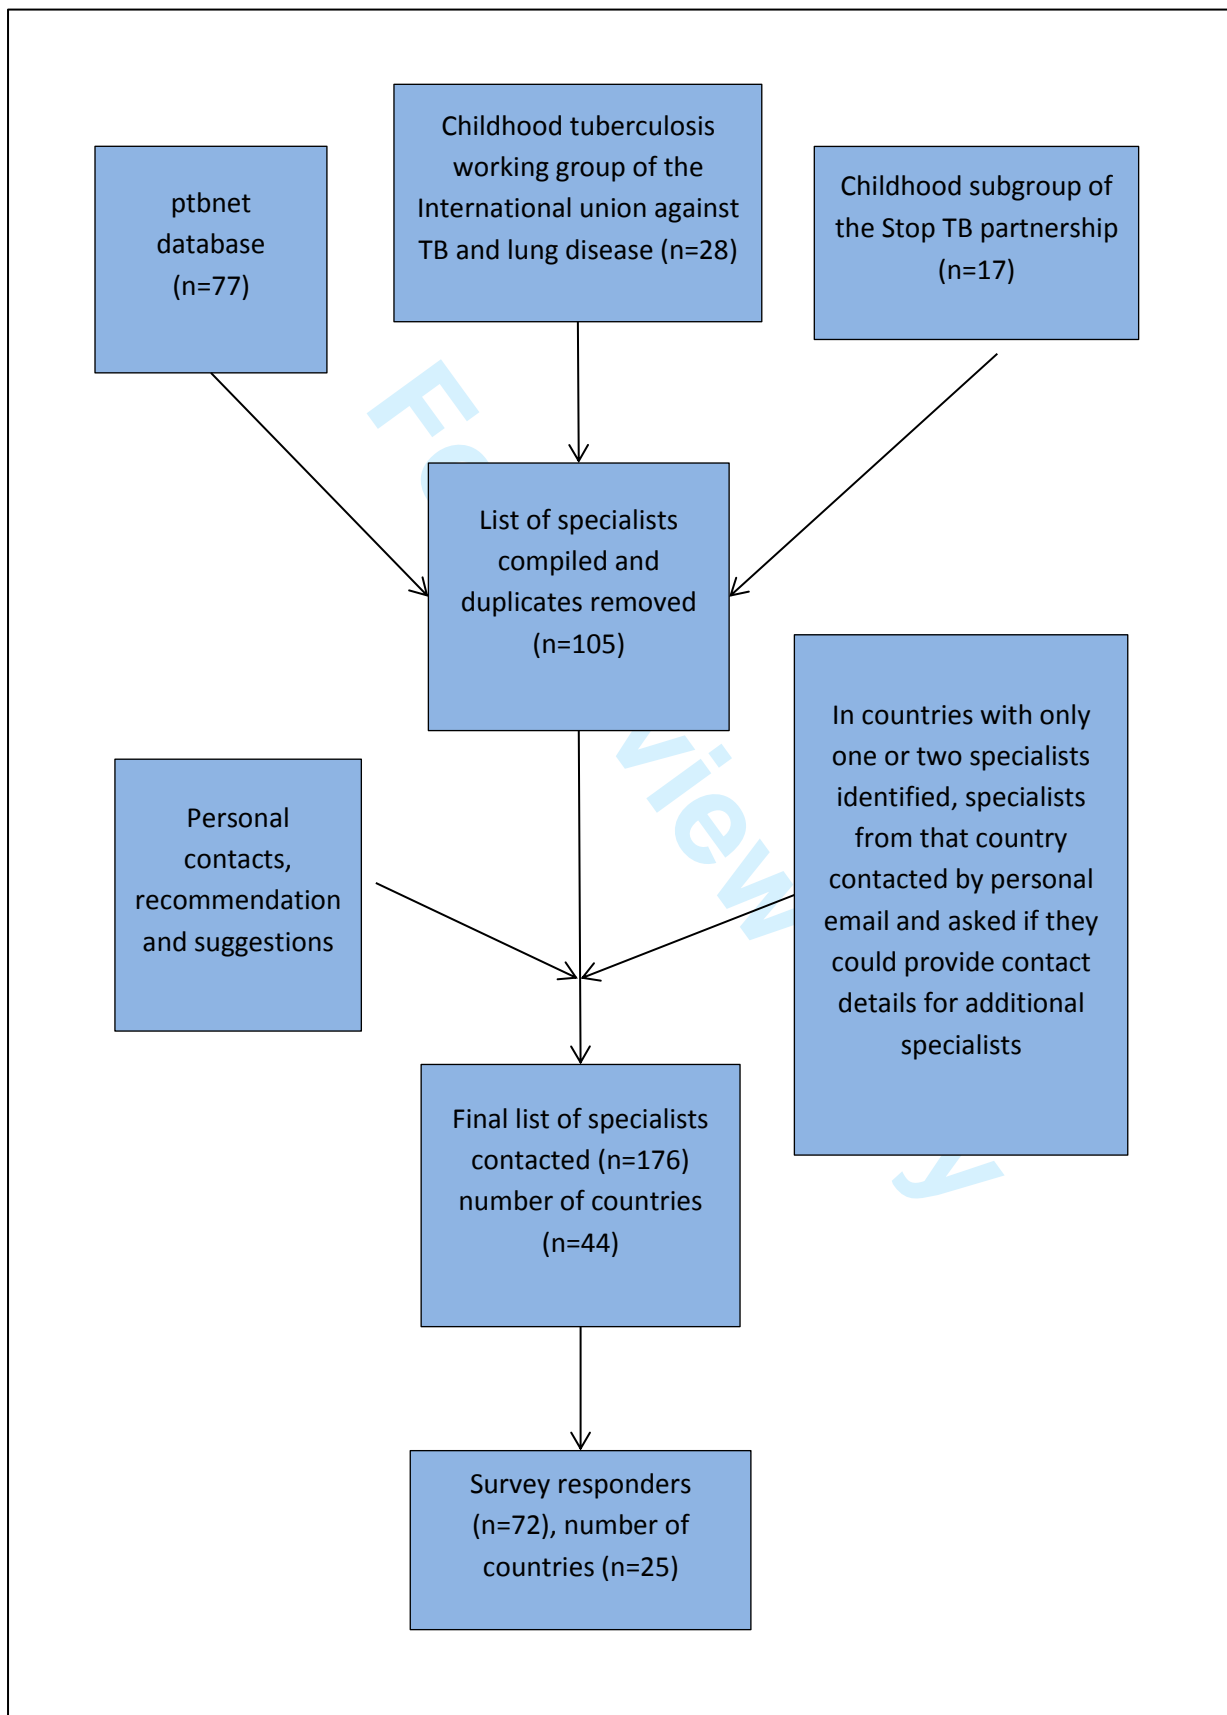 ptbnet
database
(n=77)
Childhood tuberculosis
working group of the
International union against
TB and lung disease (n=28)
Childhood subgroup of
the Stop TB partnership
(n=17)
List of specialists
compiled and
duplicates removed
(n=105)
Personal
contacts,
recommendation
and suggestions
In countries with only
one or two specialists
identified, specialists
from that country
contacted by personal
email and asked if they
could provide contact
details for additional
specialists
Final list of specialists
contacted (n=176)
number of countries
(n=44)
Survey responders
(n=72), number of
countries (n=25)